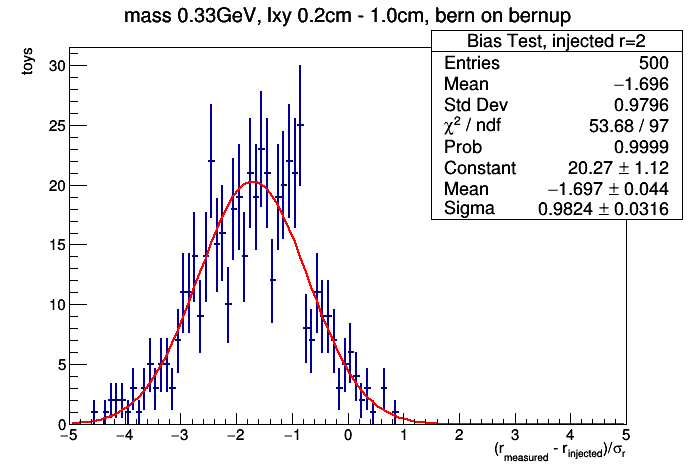 mass 0.33GeV, lxy 0.2cm - 1.0cm, bern on bernup
Bias Test, injected r=2
Entries 500
Mean −1.696
Std Dev 0.9796
χ² / ndf 53.68 / 97
Prob 0.9999
Constant 20.27 ± 1.12
Mean −1.697 ± 0.044
Sigma 0.9824 ± 0.0316
toys
30
25
20
15
10
5
0
−5 −4 −3 −2 −1 0 1 2 3 4 5
(r_measured - r_injected)/σ_r